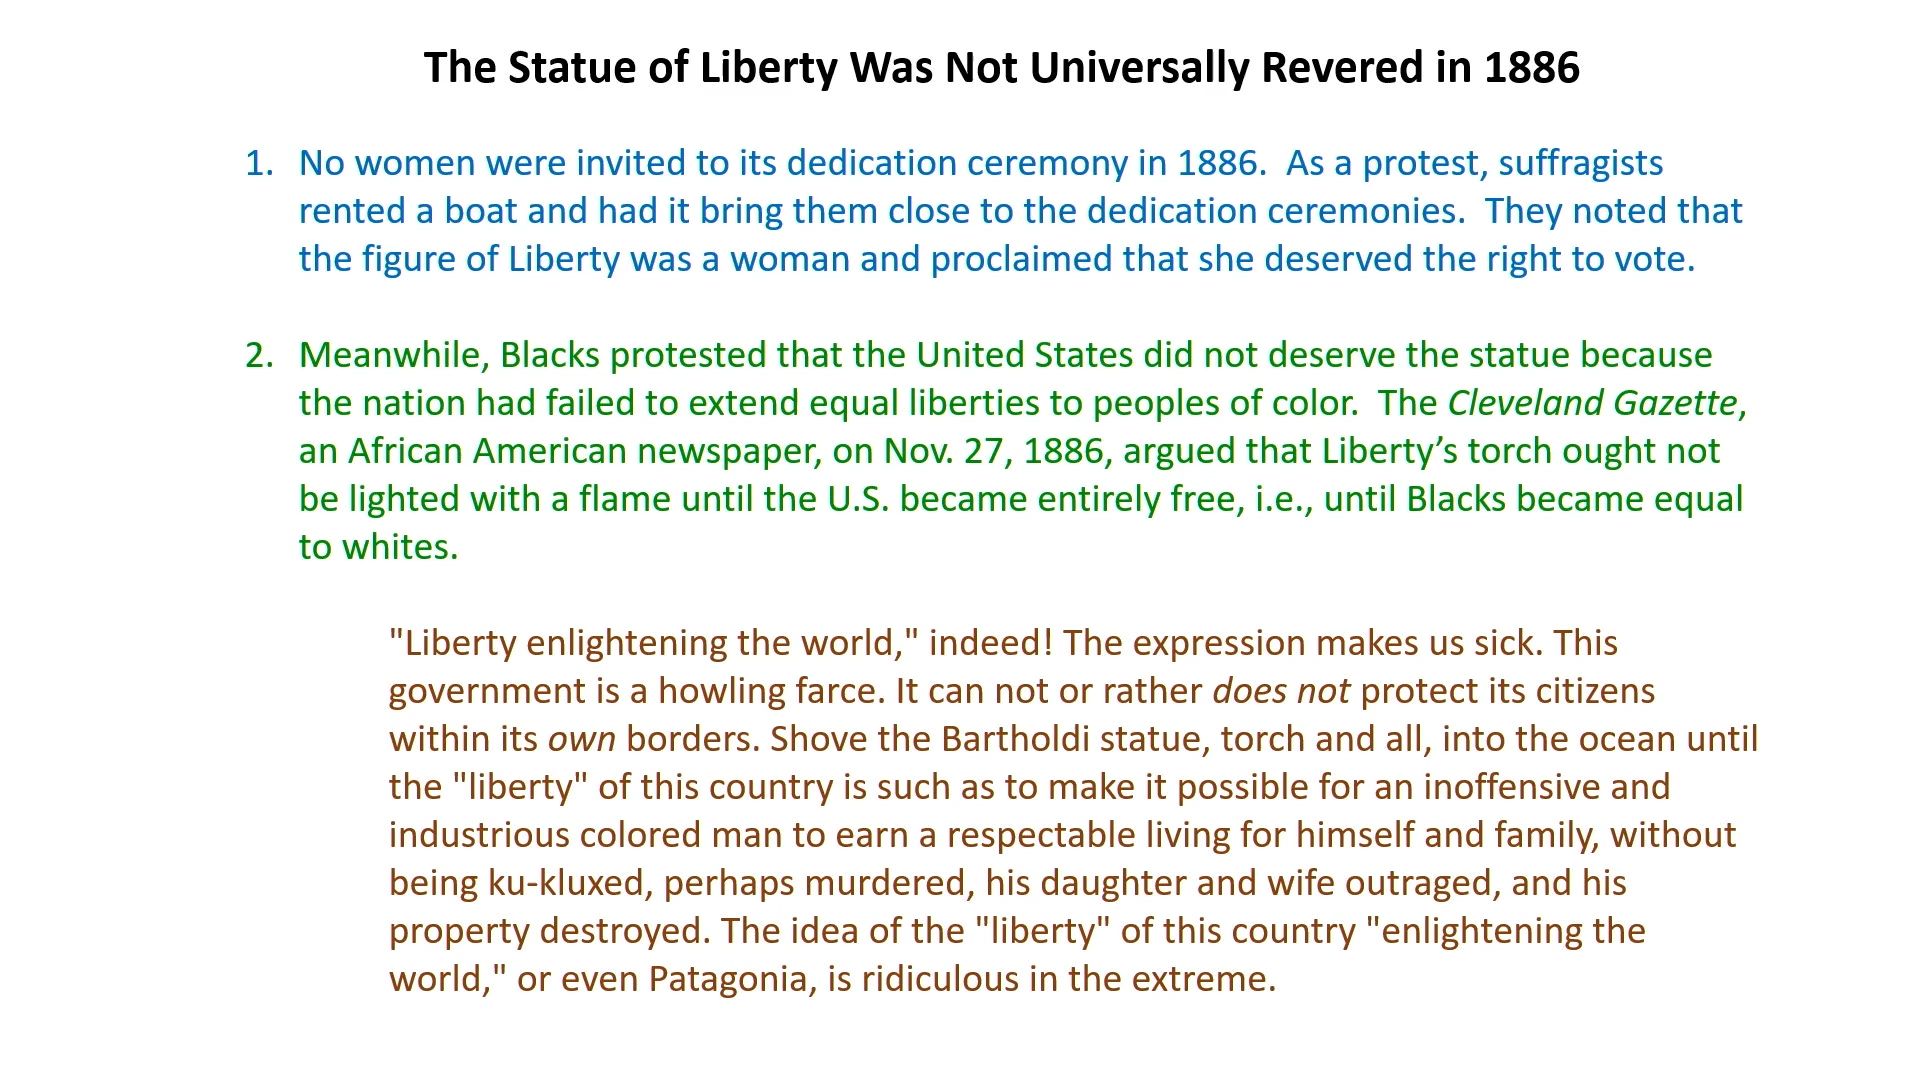 The Statue of Liberty Was Not Universally Revered in 1886
1. No women were invited to its dedication ceremony in 1886.  As a protest, suffragists
rented a boat and had it bring them close to the dedication ceremonies.  They noted that
the figure of Liberty was a woman and proclaimed that she deserved the right to vote.
2. Meanwhile, Blacks protested that the United States did not deserve the statue because
the nation had failed to extend equal liberties to peoples of color.  The Cleveland Gazette,
an African American newspaper, on Nov. 27, 1886, argued that Liberty’s torch ought not
be lighted with a flame until the U.S. became entirely free, i.e., until Blacks became equal
to whites.
"Liberty enlightening the world," indeed! The expression makes us sick. This
government is a howling farce. It can not or rather does not protect its citizens
within its own borders. Shove the Bartholdi statue, torch and all, into the ocean until
the "liberty" of this country is such as to make it possible for an inoffensive and
industrious colored man to earn a respectable living for himself and family, without
being ku-kluxed, perhaps murdered, his daughter and wife outraged, and his
property destroyed. The idea of the "liberty" of this country "enlightening the
world," or even Patagonia, is ridiculous in the extreme.